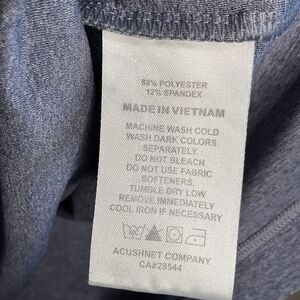 88% POLYESTER
12% SPANDEX
MADE IN VIETNAM
MACHINE WASH COLD
WASH DARK COLORS
SEPARATELY.
DO NOT BLEACH
DO NOT USE FABRIC
SOFTENERS.
TUMBLE DRY LOW
REMOVE IMMEDIATELY
COOL IRON IF NECESSARY
ACUSHNET COMPANY
CA#28544